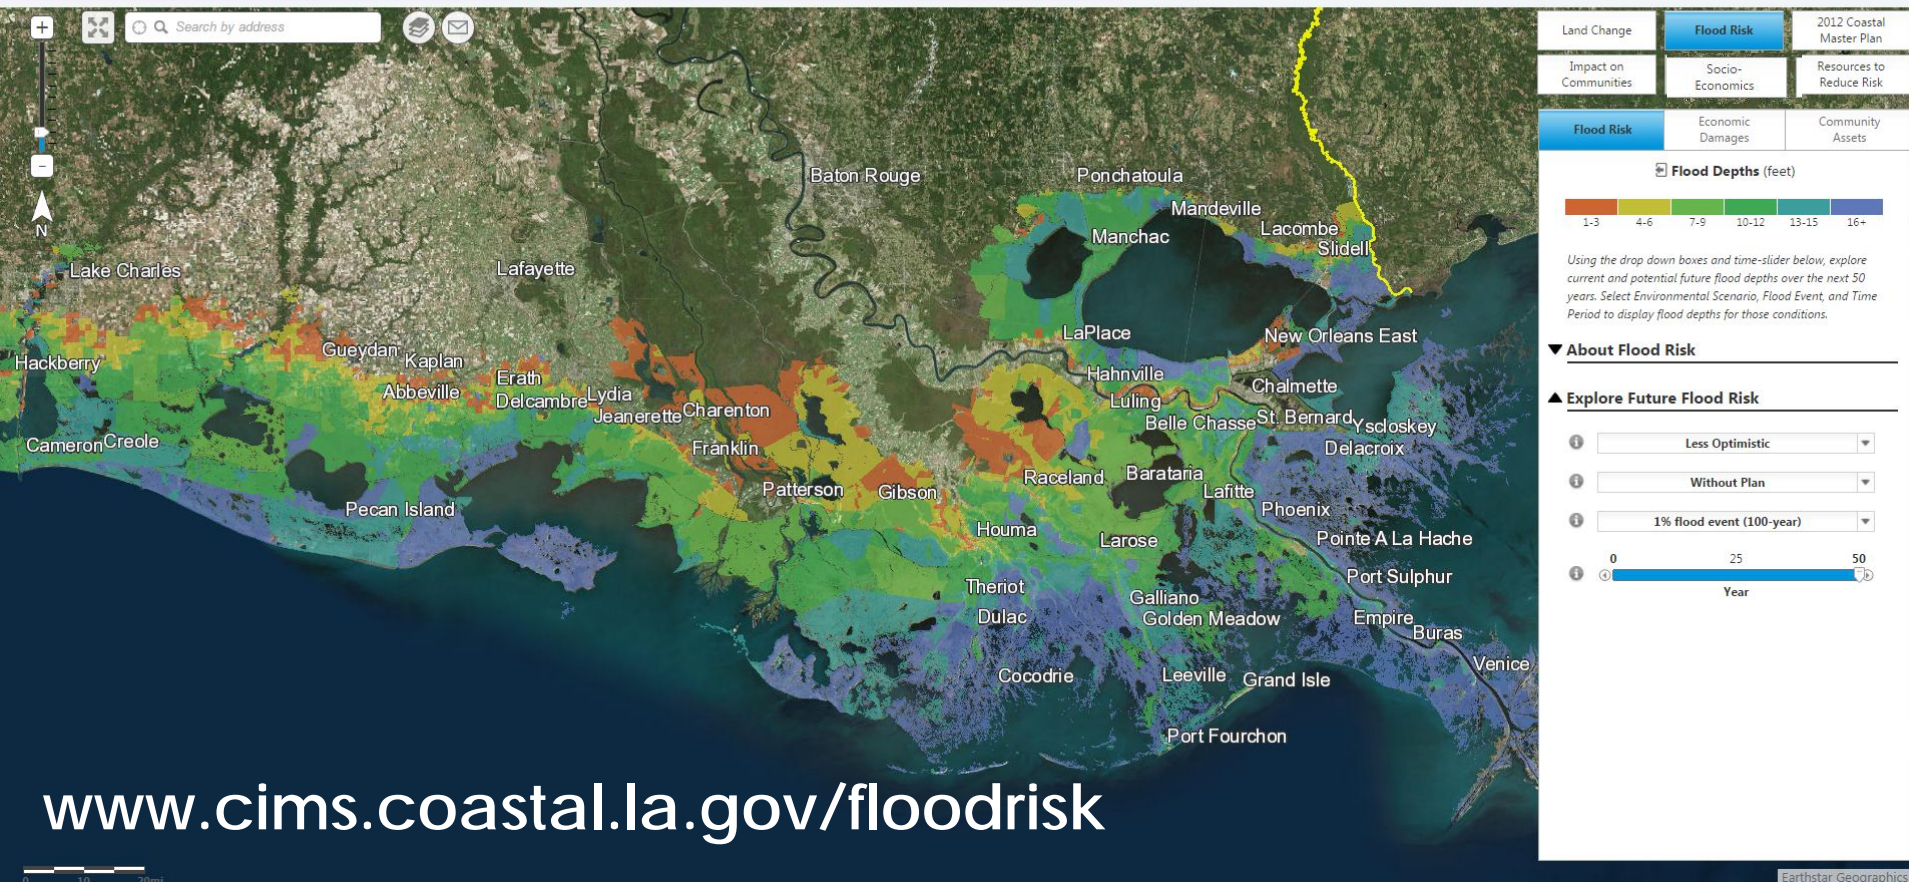 +
Search by address
-
N
Baton Rouge
Ponchatoula
Mandeville
Lacombe
Slidell
Manchac
Lake Charles
Lafayette
LaPlace
New Orleans East
Hackberry
Gueydan
Kaplan
Erath
Abbeville
Delcambre
Lydia
Jeanerette
Charenton
Hahnville
Luling
Chalmette
Belle Chasse
St. Bernard
Yscloskey
Delacroix
Cameron
Creole
Franklin
Patterson
Gibson
Raceland
Barataria
Lafitte
Phoenix
Pecan Island
Houma
Larose
Pointe A La Hache
Port Sulphur
Theriot
Dulac
Galliano
Golden Meadow
Empire
Buras
Venice
Cocodrie
Leeville
Grand Isle
Port Fourchon
www.cims.coastal.la.gov/floodrisk
0 10 20mi
Land Change
Flood Risk
2012 Coastal
Master Plan
Impact on
Communities
Socio-
Economics
Resources to
Reduce Risk
Flood Risk
Economic
Damages
Community
Assets
Flood Depths (feet)
1-3 4-6 7-9 10-12 13-15 16+
Using the drop down boxes and time-slider below, explore
current and potential future flood depths over the next 50
years. Select Environmental Scenario, Flood Event, and Time
Period to display flood depths for those conditions.
About Flood Risk
Explore Future Flood Risk
Less Optimistic
Without Plan
1% flood event (100-year)
0 25 50
Year
Earthstar Geographics